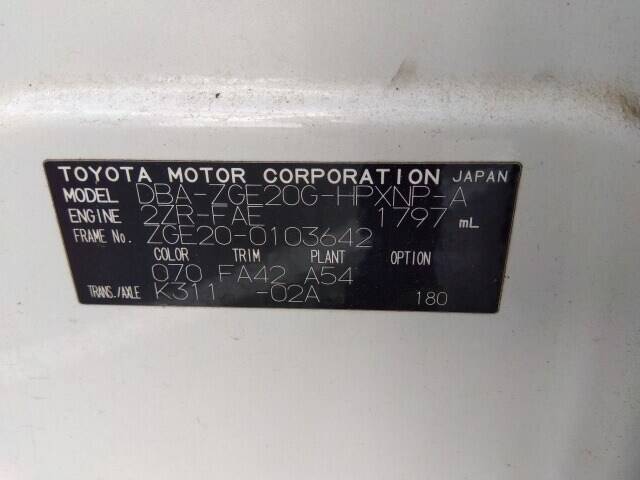 TOYOTA MOTOR CORPORATION JAPAN
MODEL DBA-ZGE20G-HPXNP-A
ENGINE 2ZR-FAE 1797 mL
FRAME No. ZGE20-0103642
COLOR TRIM PLANT OPTION
070 FA42 A54
TRANS./AXLE K311 -02A 180